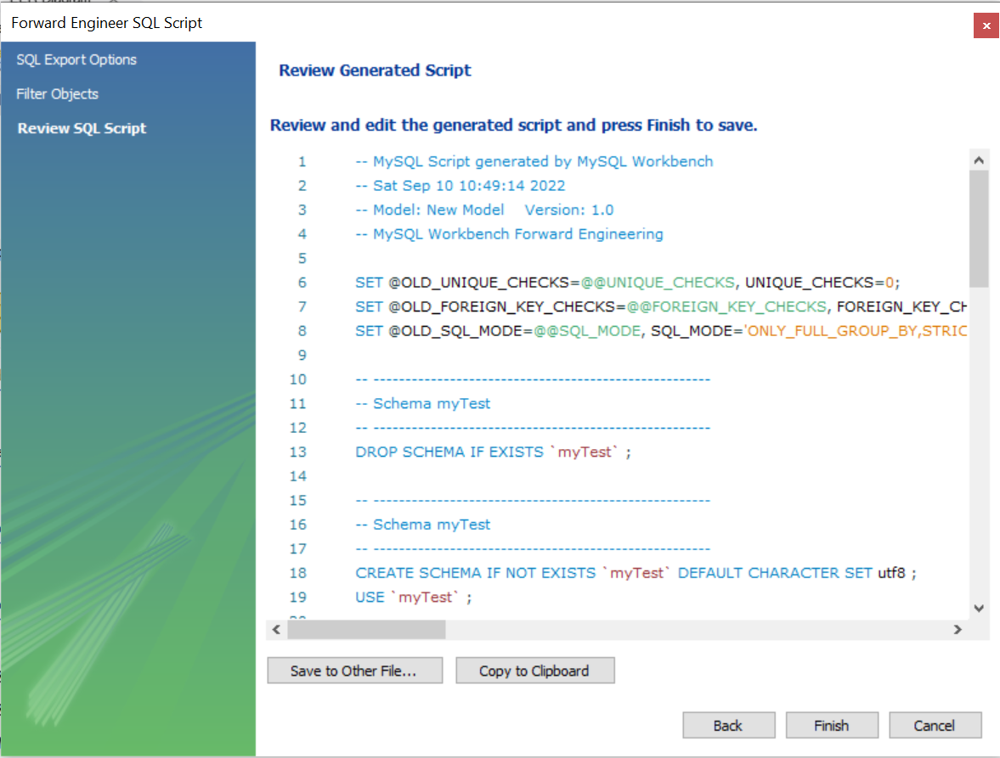 Forward Engineer SQL Script
SQL Export Options
Filter Objects
Review SQL Script
Review Generated Script
Review and edit the generated script and press Finish to save.
1 -- MySQL Script generated by MySQL Workbench
2 -- Sat Sep 10 10:49:14 2022
3 -- Model: New Model    Version: 1.0
4 -- MySQL Workbench Forward Engineering
5
6 SET @OLD_UNIQUE_CHECKS=@@UNIQUE_CHECKS, UNIQUE_CHECKS=0;
7 SET @OLD_FOREIGN_KEY_CHECKS=@@FOREIGN_KEY_CHECKS, FOREIGN_KEY_CH
8 SET @OLD_SQL_MODE=@@SQL_MODE, SQL_MODE='ONLY_FULL_GROUP_BY,STRIC
9
10 -- -----------------------------------------------------
11 -- Schema myTest
12 -- -----------------------------------------------------
13 DROP SCHEMA IF EXISTS `myTest` ;
14
15 -- -----------------------------------------------------
16 -- Schema myTest
17 -- -----------------------------------------------------
18 CREATE SCHEMA IF NOT EXISTS `myTest` DEFAULT CHARACTER SET utf8 ;
19 USE `myTest` ;
Save to Other File...
Copy to Clipboard
Back
Finish
Cancel